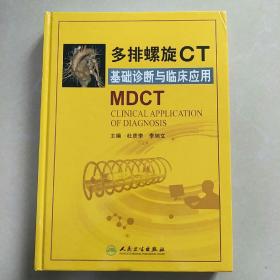 多排螺旋CT
基础诊断与临床应用
MDCT
CLINICAL APPLICATION
OF DIAGNOSIS
主编
人民卫生出版社